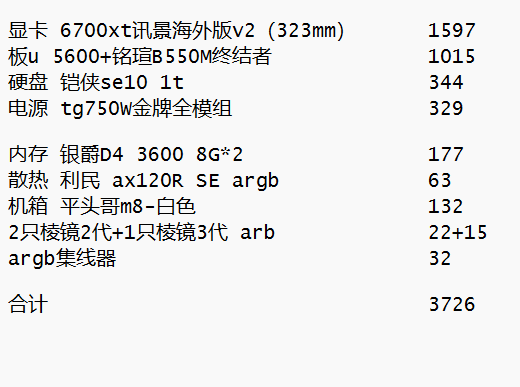 显卡 6700xt讯景海外版v2（323mm） 1597
板u 5600+铭瑄B550M终结者 1015
硬盘 铠侠se10 1t 344
电源 tg750W金牌全模组 329
内存 银爵D4 3600 8G*2 177
散热 利民 ax120R SE argb 63
机箱 平头哥m8-白色 132
2只棱镜2代+1只棱镜3代 arb 22+15
argb集线器 32
合计 3726